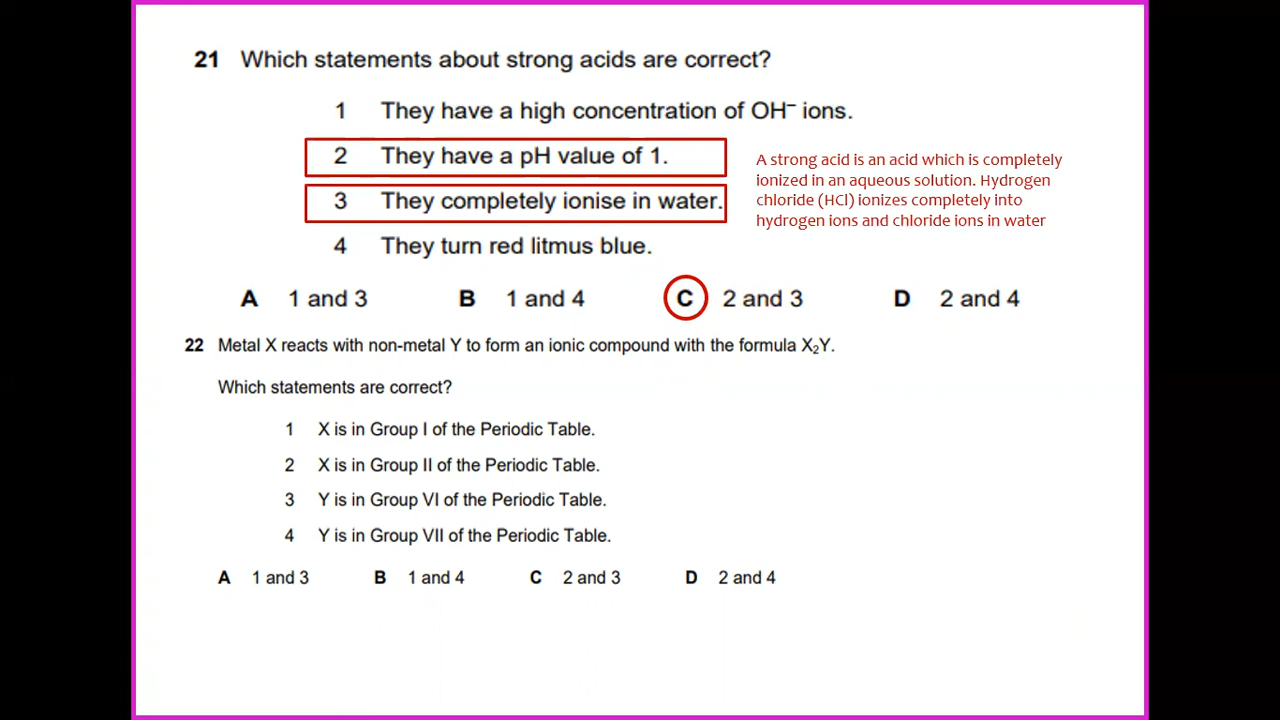 21 Which statements about strong acids are correct?
1 They have a high concentration of OH⁻ ions.
2 They have a pH value of 1.
3 They completely ionise in water.
4 They turn red litmus blue.
A strong acid is an acid which is completely
ionized in an aqueous solution. Hydrogen
chloride (HCl) ionizes completely into
hydrogen ions and chloride ions in water
A 1 and 3 B 1 and 4 C 2 and 3 D 2 and 4
22 Metal X reacts with non-metal Y to form an ionic compound with the formula X₂Y.
Which statements are correct?
1 X is in Group I of the Periodic Table.
2 X is in Group II of the Periodic Table.
3 Y is in Group VI of the Periodic Table.
4 Y is in Group VII of the Periodic Table.
A 1 and 3 B 1 and 4 C 2 and 3 D 2 and 4